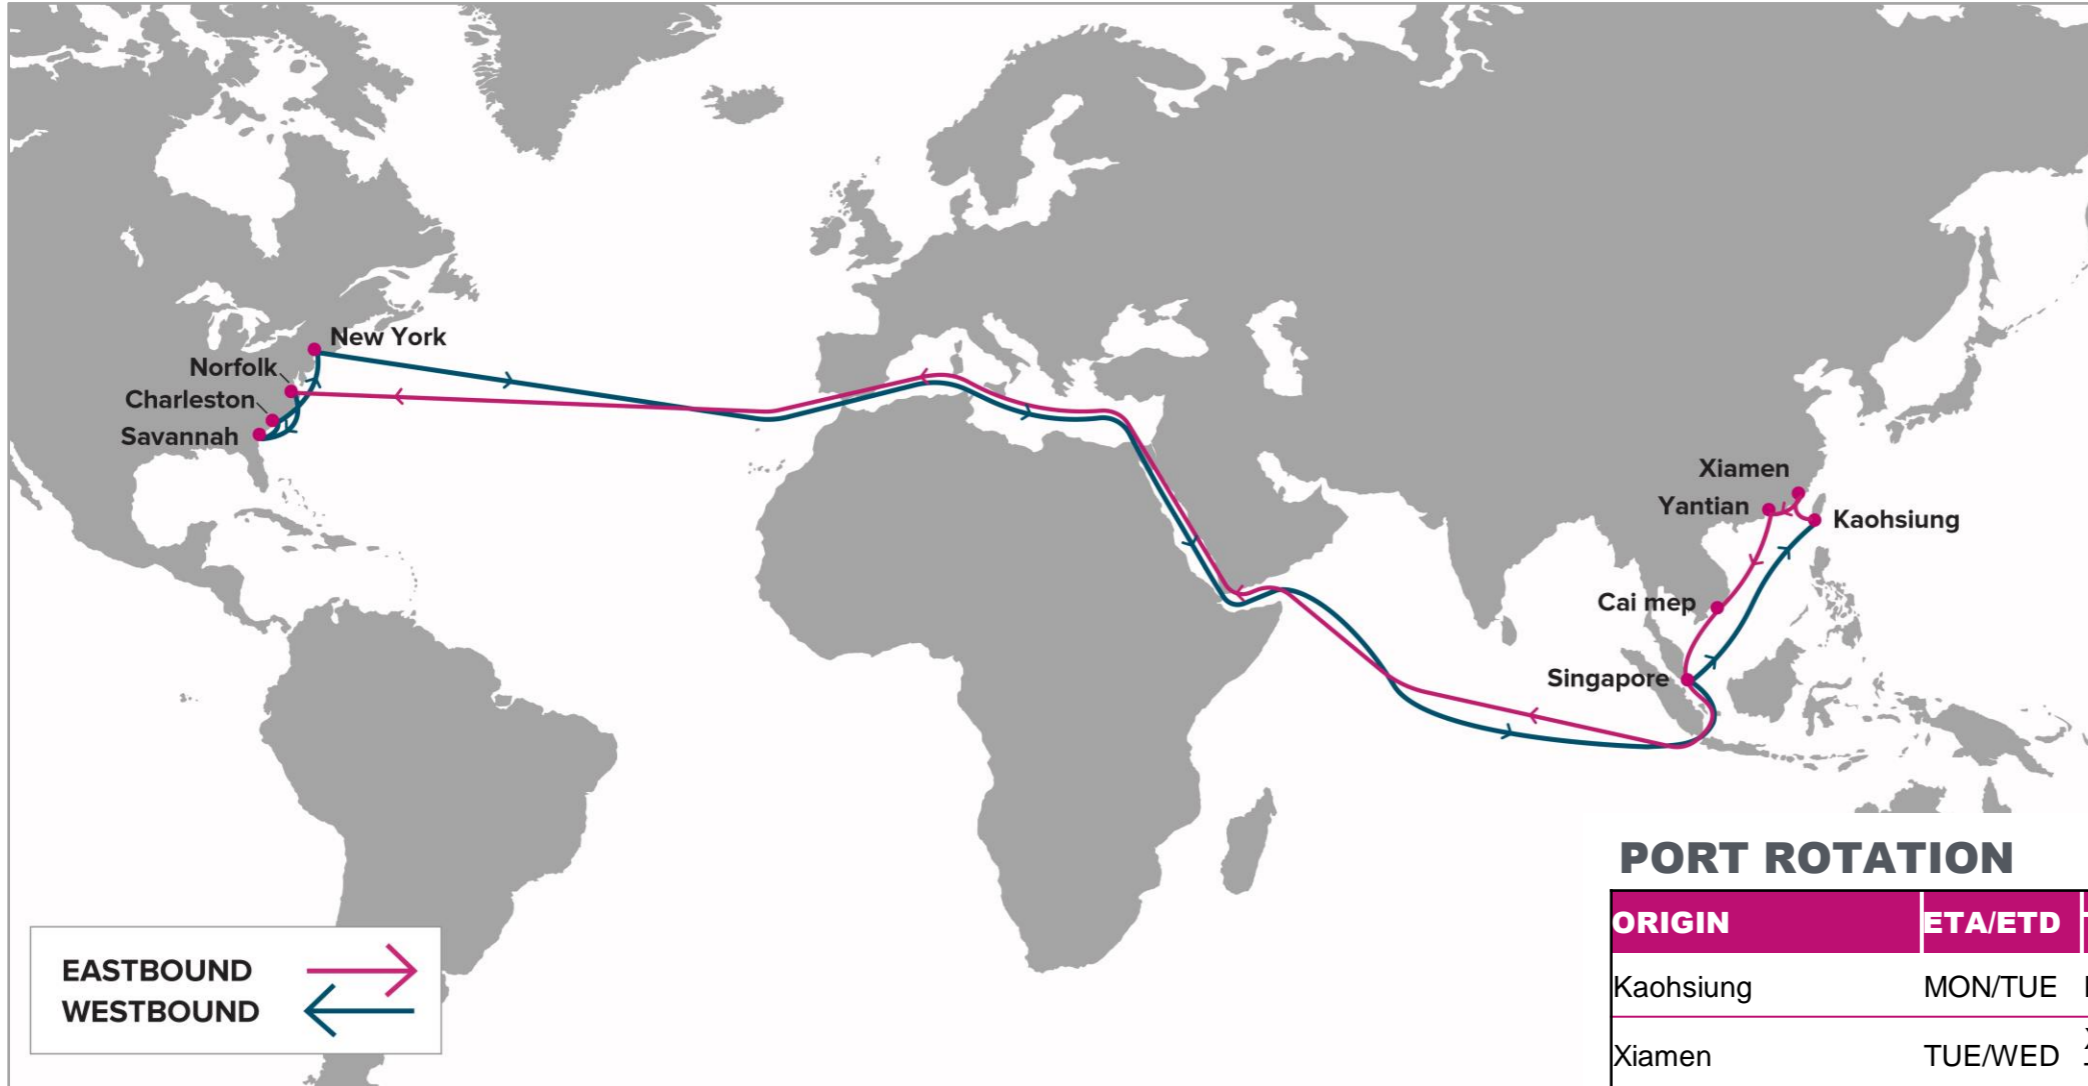 New York
Norfolk
Charleston
Savannah
Xiamen
Yantian
Kaohsiung
Cai mep
Singapore
EASTBOUND
WESTBOUND
PORT ROTATION
ORIGIN ETA/ETD
Kaohsiung MON/TUE
Xiamen TUE/WED